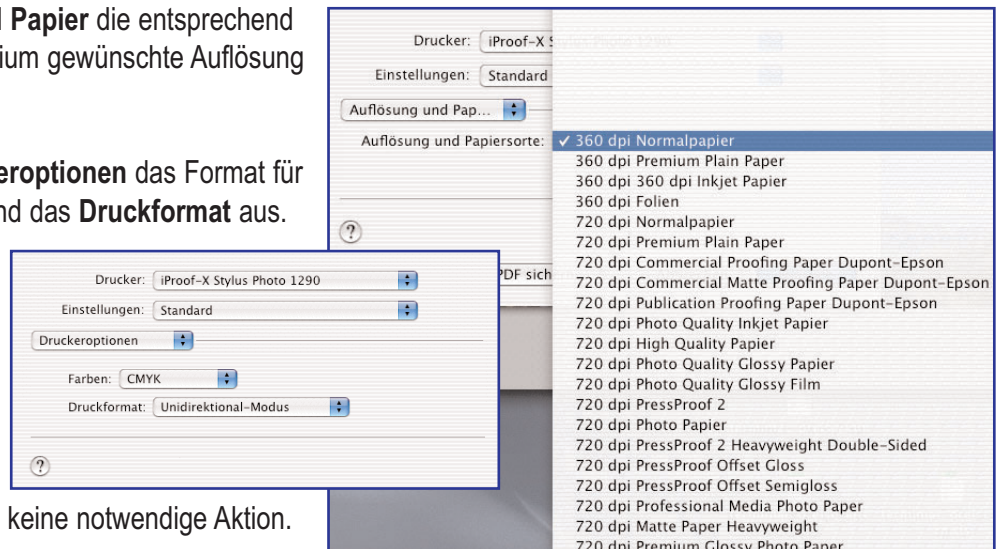 Papier die entsprechend
ium gewünschte Auflösung
eroptionen das Format für
nd das Druckformat aus.
keine notwendige Aktion.
Drucker: iProof-X Stylus Photo 1290
Einstellungen: Standard
Druckeroptionen
Farben: CMYK
Druckformat: Unidirektional-Modus
?
Drucker: iProof-X
Einstellungen: Standard
Auflösung und Pap...
Auflösung und Papiersorte: ✓ 360 dpi Normalpapier
360 dpi Premium Plain Paper
360 dpi 360 dpi Inkjet Papier
360 dpi Folien
720 dpi Normalpapier
720 dpi Premium Plain Paper
720 dpi Commercial Proofing Paper Dupont-Epson
720 dpi Commercial Matte Proofing Paper Dupont-Epson
720 dpi Publication Proofing Paper Dupont-Epson
720 dpi Photo Quality Inkjet Papier
720 dpi High Quality Papier
720 dpi Photo Quality Glossy Papier
720 dpi Photo Quality Glossy Film
720 dpi PressProof 2
720 dpi Photo Papier
720 dpi PressProof 2 Heavyweight Double-Sided
720 dpi PressProof Offset Gloss
720 dpi PressProof Offset Semigloss
720 dpi Professional Media Photo Paper
720 dpi Matte Paper Heavyweight
720 dpi Premium Glossy Photo Paper
?
PDF sich